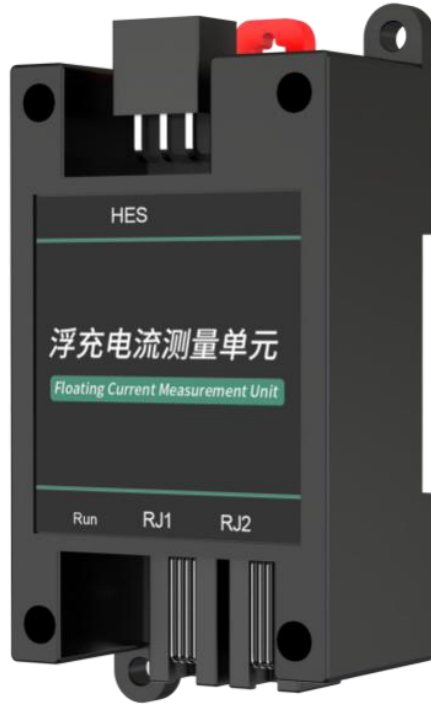 HES
浮充电流测量单元
Floating Current Measurement Unit
Run RJ1 RJ2